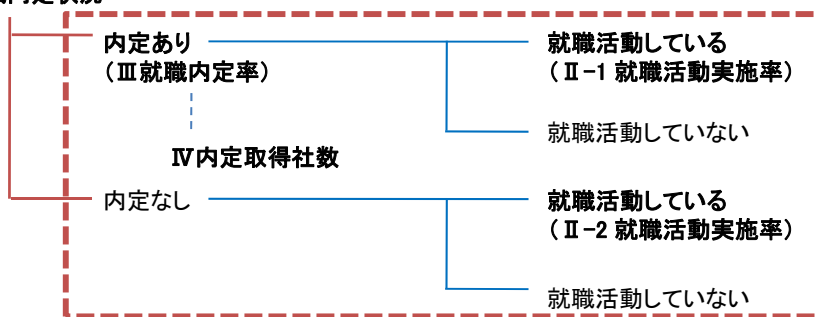 内定あり
(Ⅲ就職内定率)
Ⅳ内定取得社数
内定なし
就職活動している
(Ⅱ-1 就職活動実施率)
就職活動していない
就職活動している
(Ⅱ-2 就職活動実施率)
就職活動していない